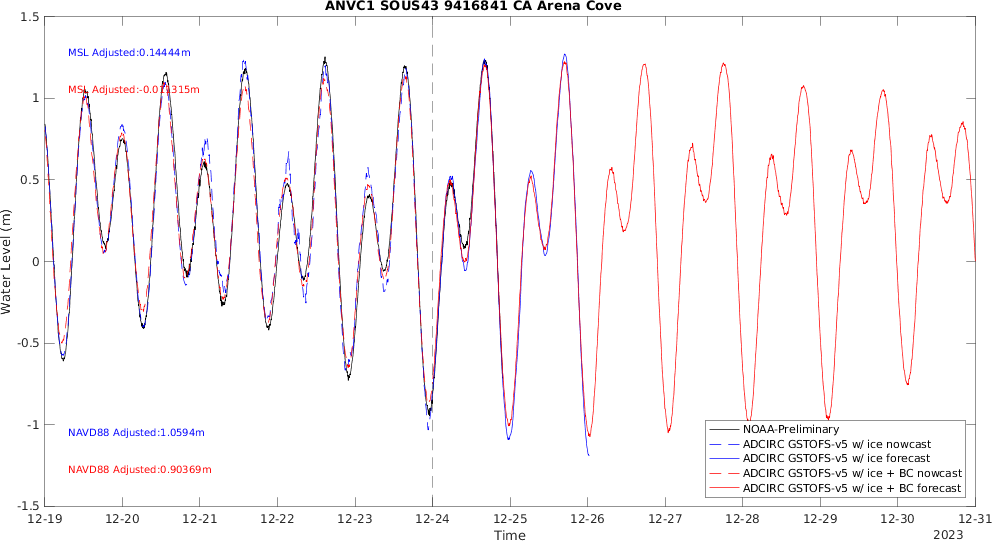 ANVC1 SOUS43 9416841 CA Arena Cove
1.5
1
0.5
0
-0.5
-1
-1.5
Water Level (m)
MSL Adjusted:0.14444m
MSL Adjusted:-0.011315m
NAVD88 Adjusted:1.0594m
NAVD88 Adjusted:0.90369m
NOAA-Preliminary
ADCIRC GSTOFS-v5 w/ ice nowcast
ADCIRC GSTOFS-v5 w/ ice forecast
ADCIRC GSTOFS-v5 w/ ice + BC nowcast
ADCIRC GSTOFS-v5 w/ ice + BC forecast
12-19 12-20 12-21 12-22 12-23 12-24 12-25 12-26 12-27 12-28 12-29 12-30 12-31
Time
2023